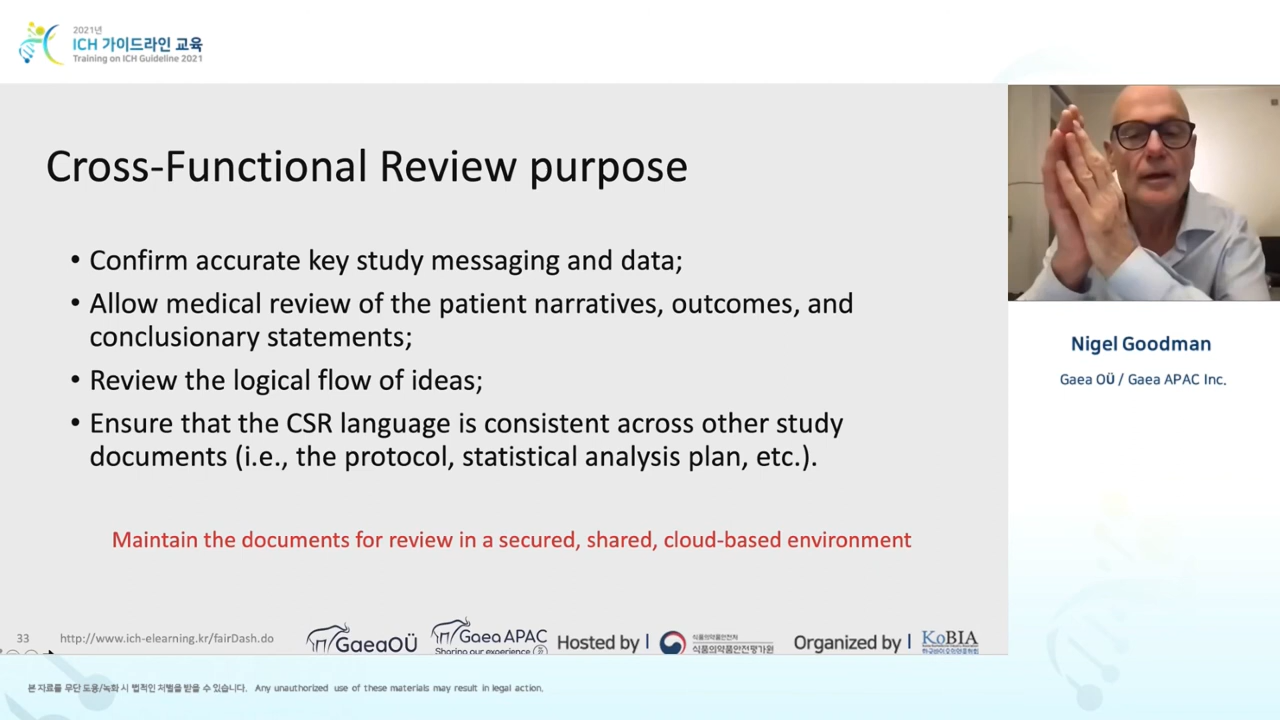 2021년
ICH 가이드라인 교육
Training on ICH Guideline 2021
Cross-Functional Review purpose
• Confirm accurate key study messaging and data;
• Allow medical review of the patient narratives, outcomes, and
conclusionary statements;
• Review the logical flow of ideas;
• Ensure that the CSR language is consistent across other study
documents (i.e., the protocol, statistical analysis plan, etc.).
Maintain the documents for review in a secured, shared, cloud-based environment
Nigel Goodman
Gaea OÜ / Gaea APAC Inc.
33
http://www.ich-elearning.kr/fairDash.do
GaeaOÜ
Gaea APAC
Sharing our experience
Hosted by |
식품의약품안전처
식품의약품안전평가원
Organized by |
KoBIA
한국바이오의약품협회
본 자료를 무단 도용/녹화 시 법적인 처벌을 받을 수 있습니다. Any unauthorized use of these materials may result in legal action.